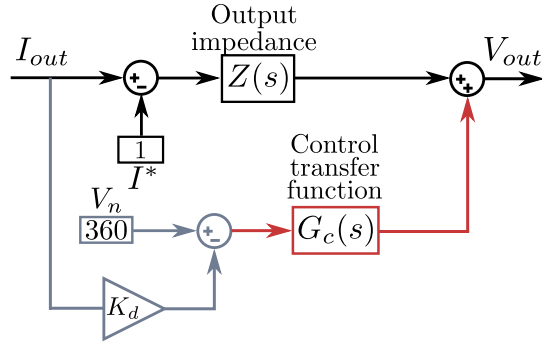 Output
impedance
I_out
V_out
Z(s)
1
I*
Control
transfer
function
V_n
360
G_c(s)
K_d